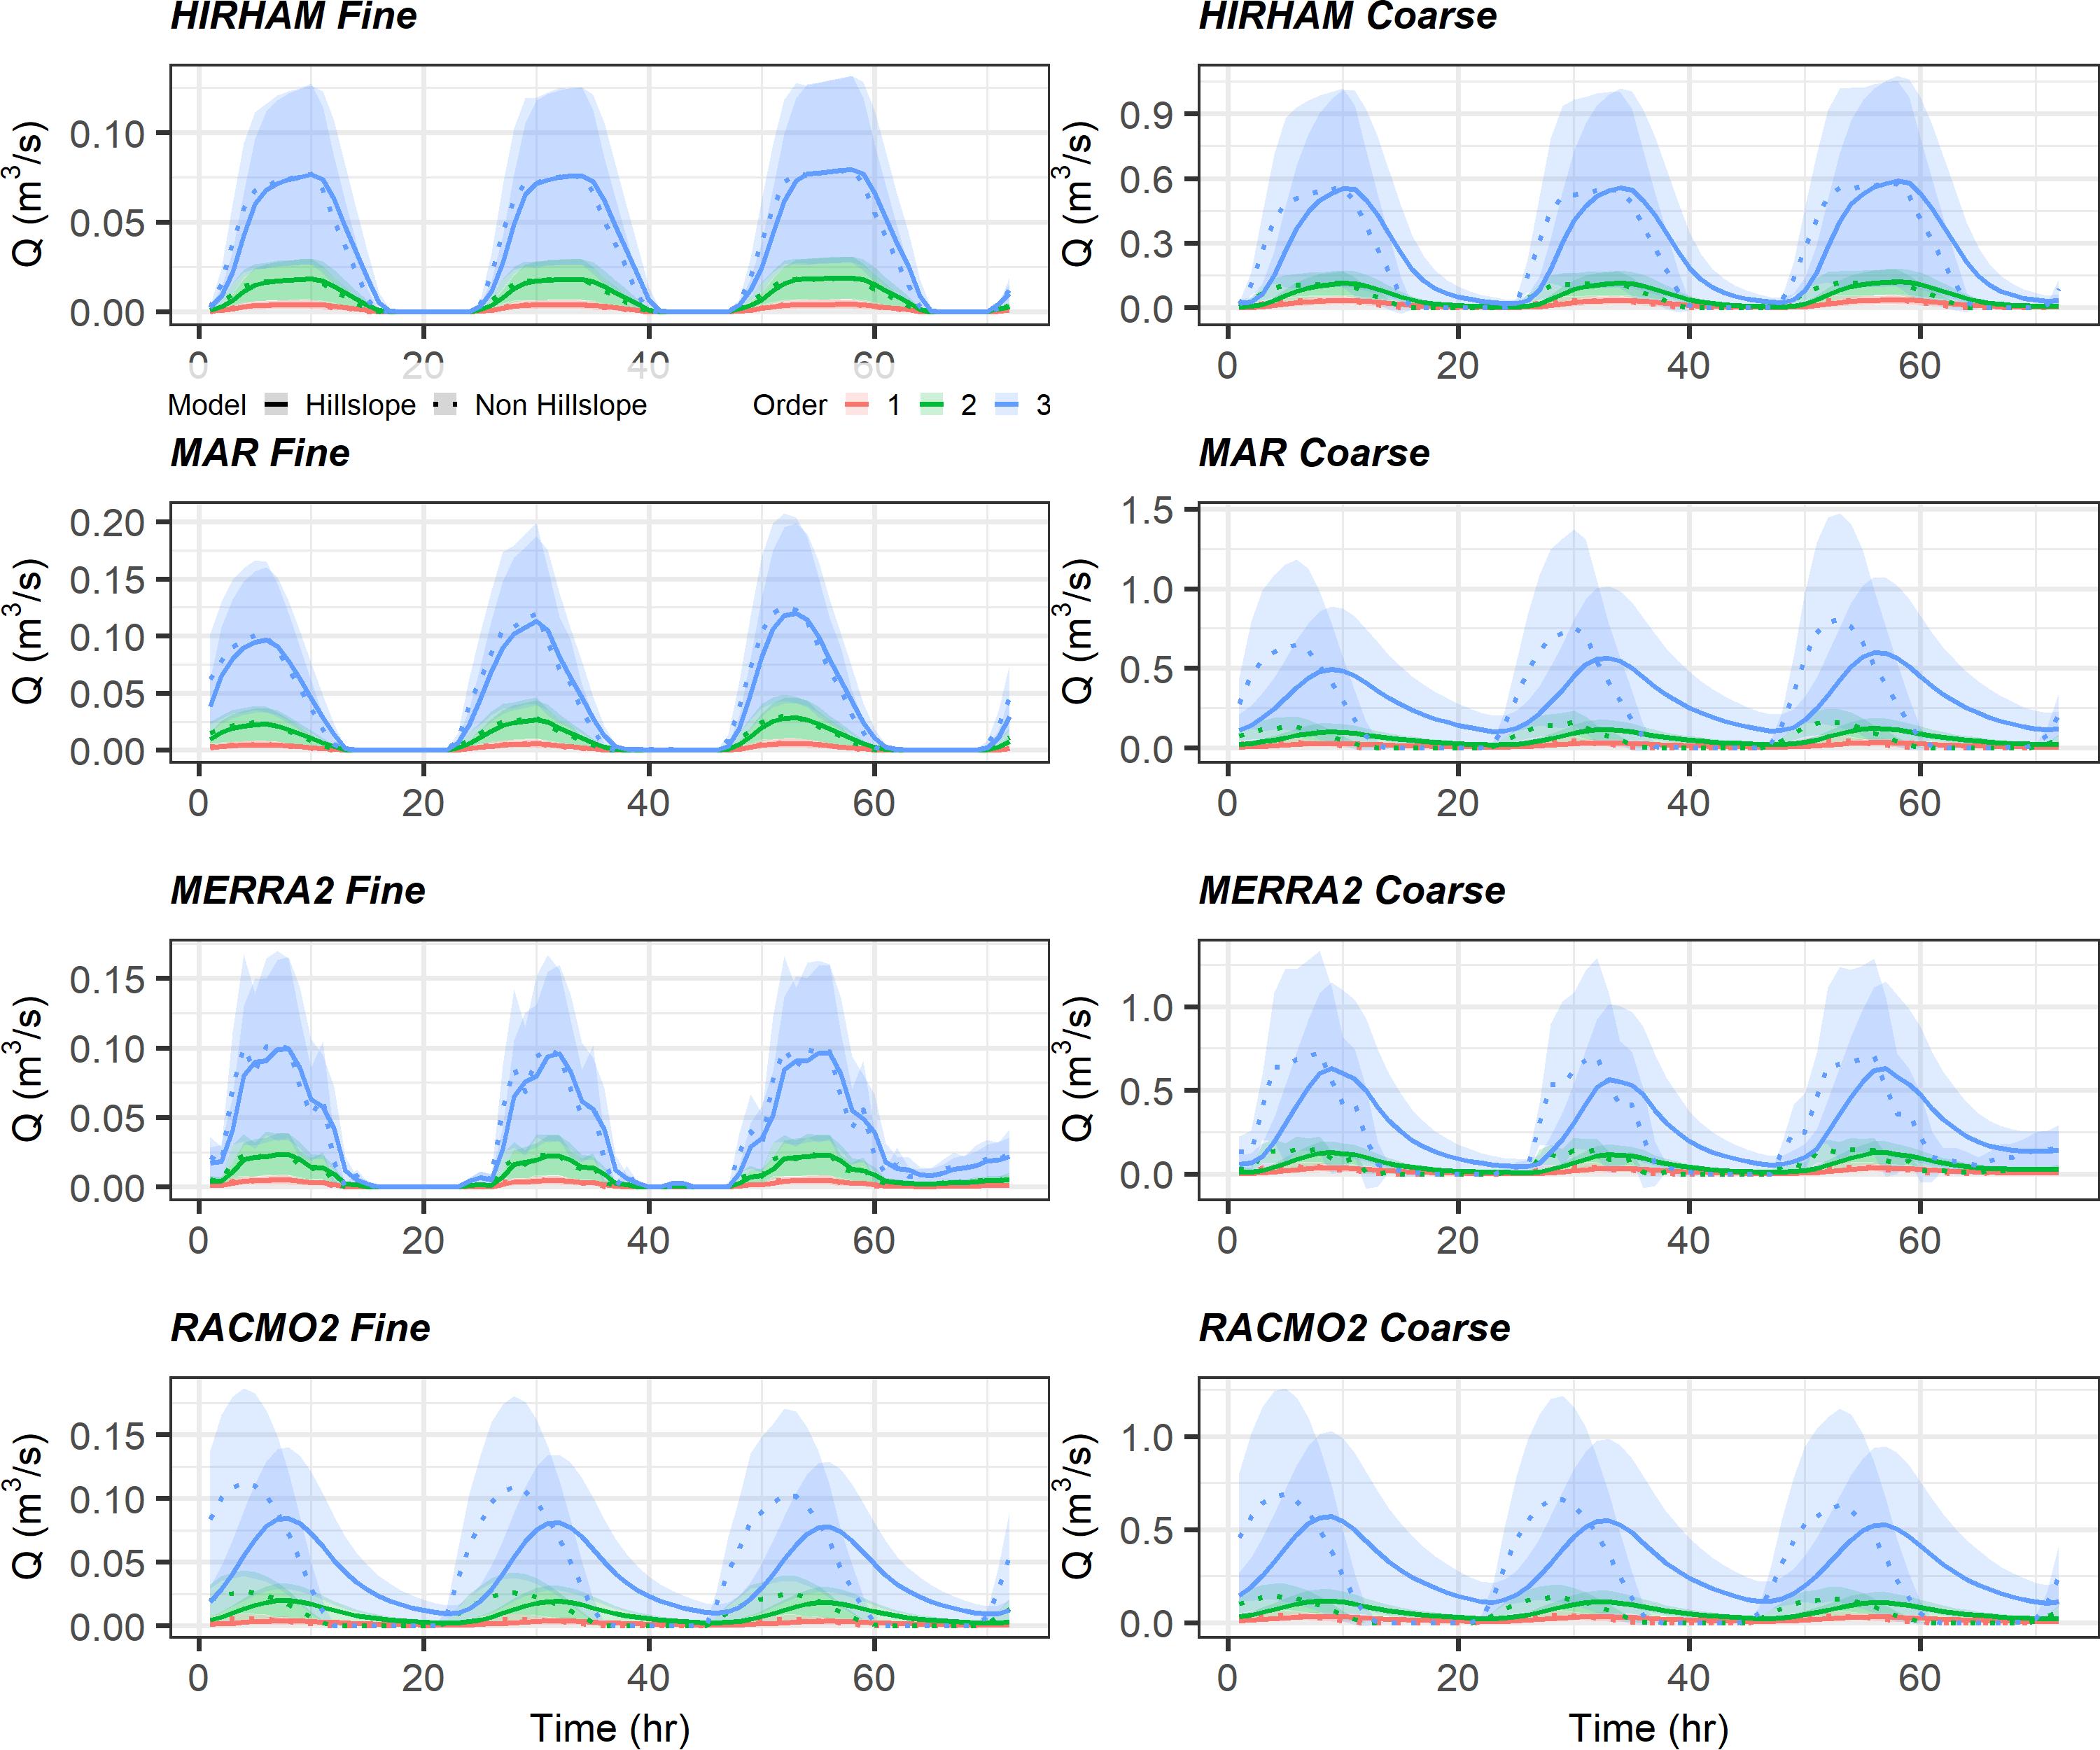 HIRHAM Fine
Q (m³/s)
0.10
0.05
0.00
0 20 40 60
HIRHAM Coarse
Q (m³/s)
0.9
0.6
0.3
0.0
0 20 40 60
Model Hillslope Non Hillslope Order 1 2 3
MAR Fine
Q (m³/s)
0.20
0.15
0.10
0.05
0.00
0 20 40 60
MAR Coarse
Q (m³/s)
1.5
1.0
0.5
0.0
0 20 40 60
MERRA2 Fine
Q (m³/s)
0.15
0.10
0.05
0.00
0 20 40 60
MERRA2 Coarse
Q (m³/s)
1.0
0.5
0.0
0 20 40 60
RACMO2 Fine
Q (m³/s)
0.15
0.10
0.05
0.00
0 20 40 60
Time (hr)
RACMO2 Coarse
Q (m³/s)
1.0
0.5
0.0
0 20 40 60
Time (hr)